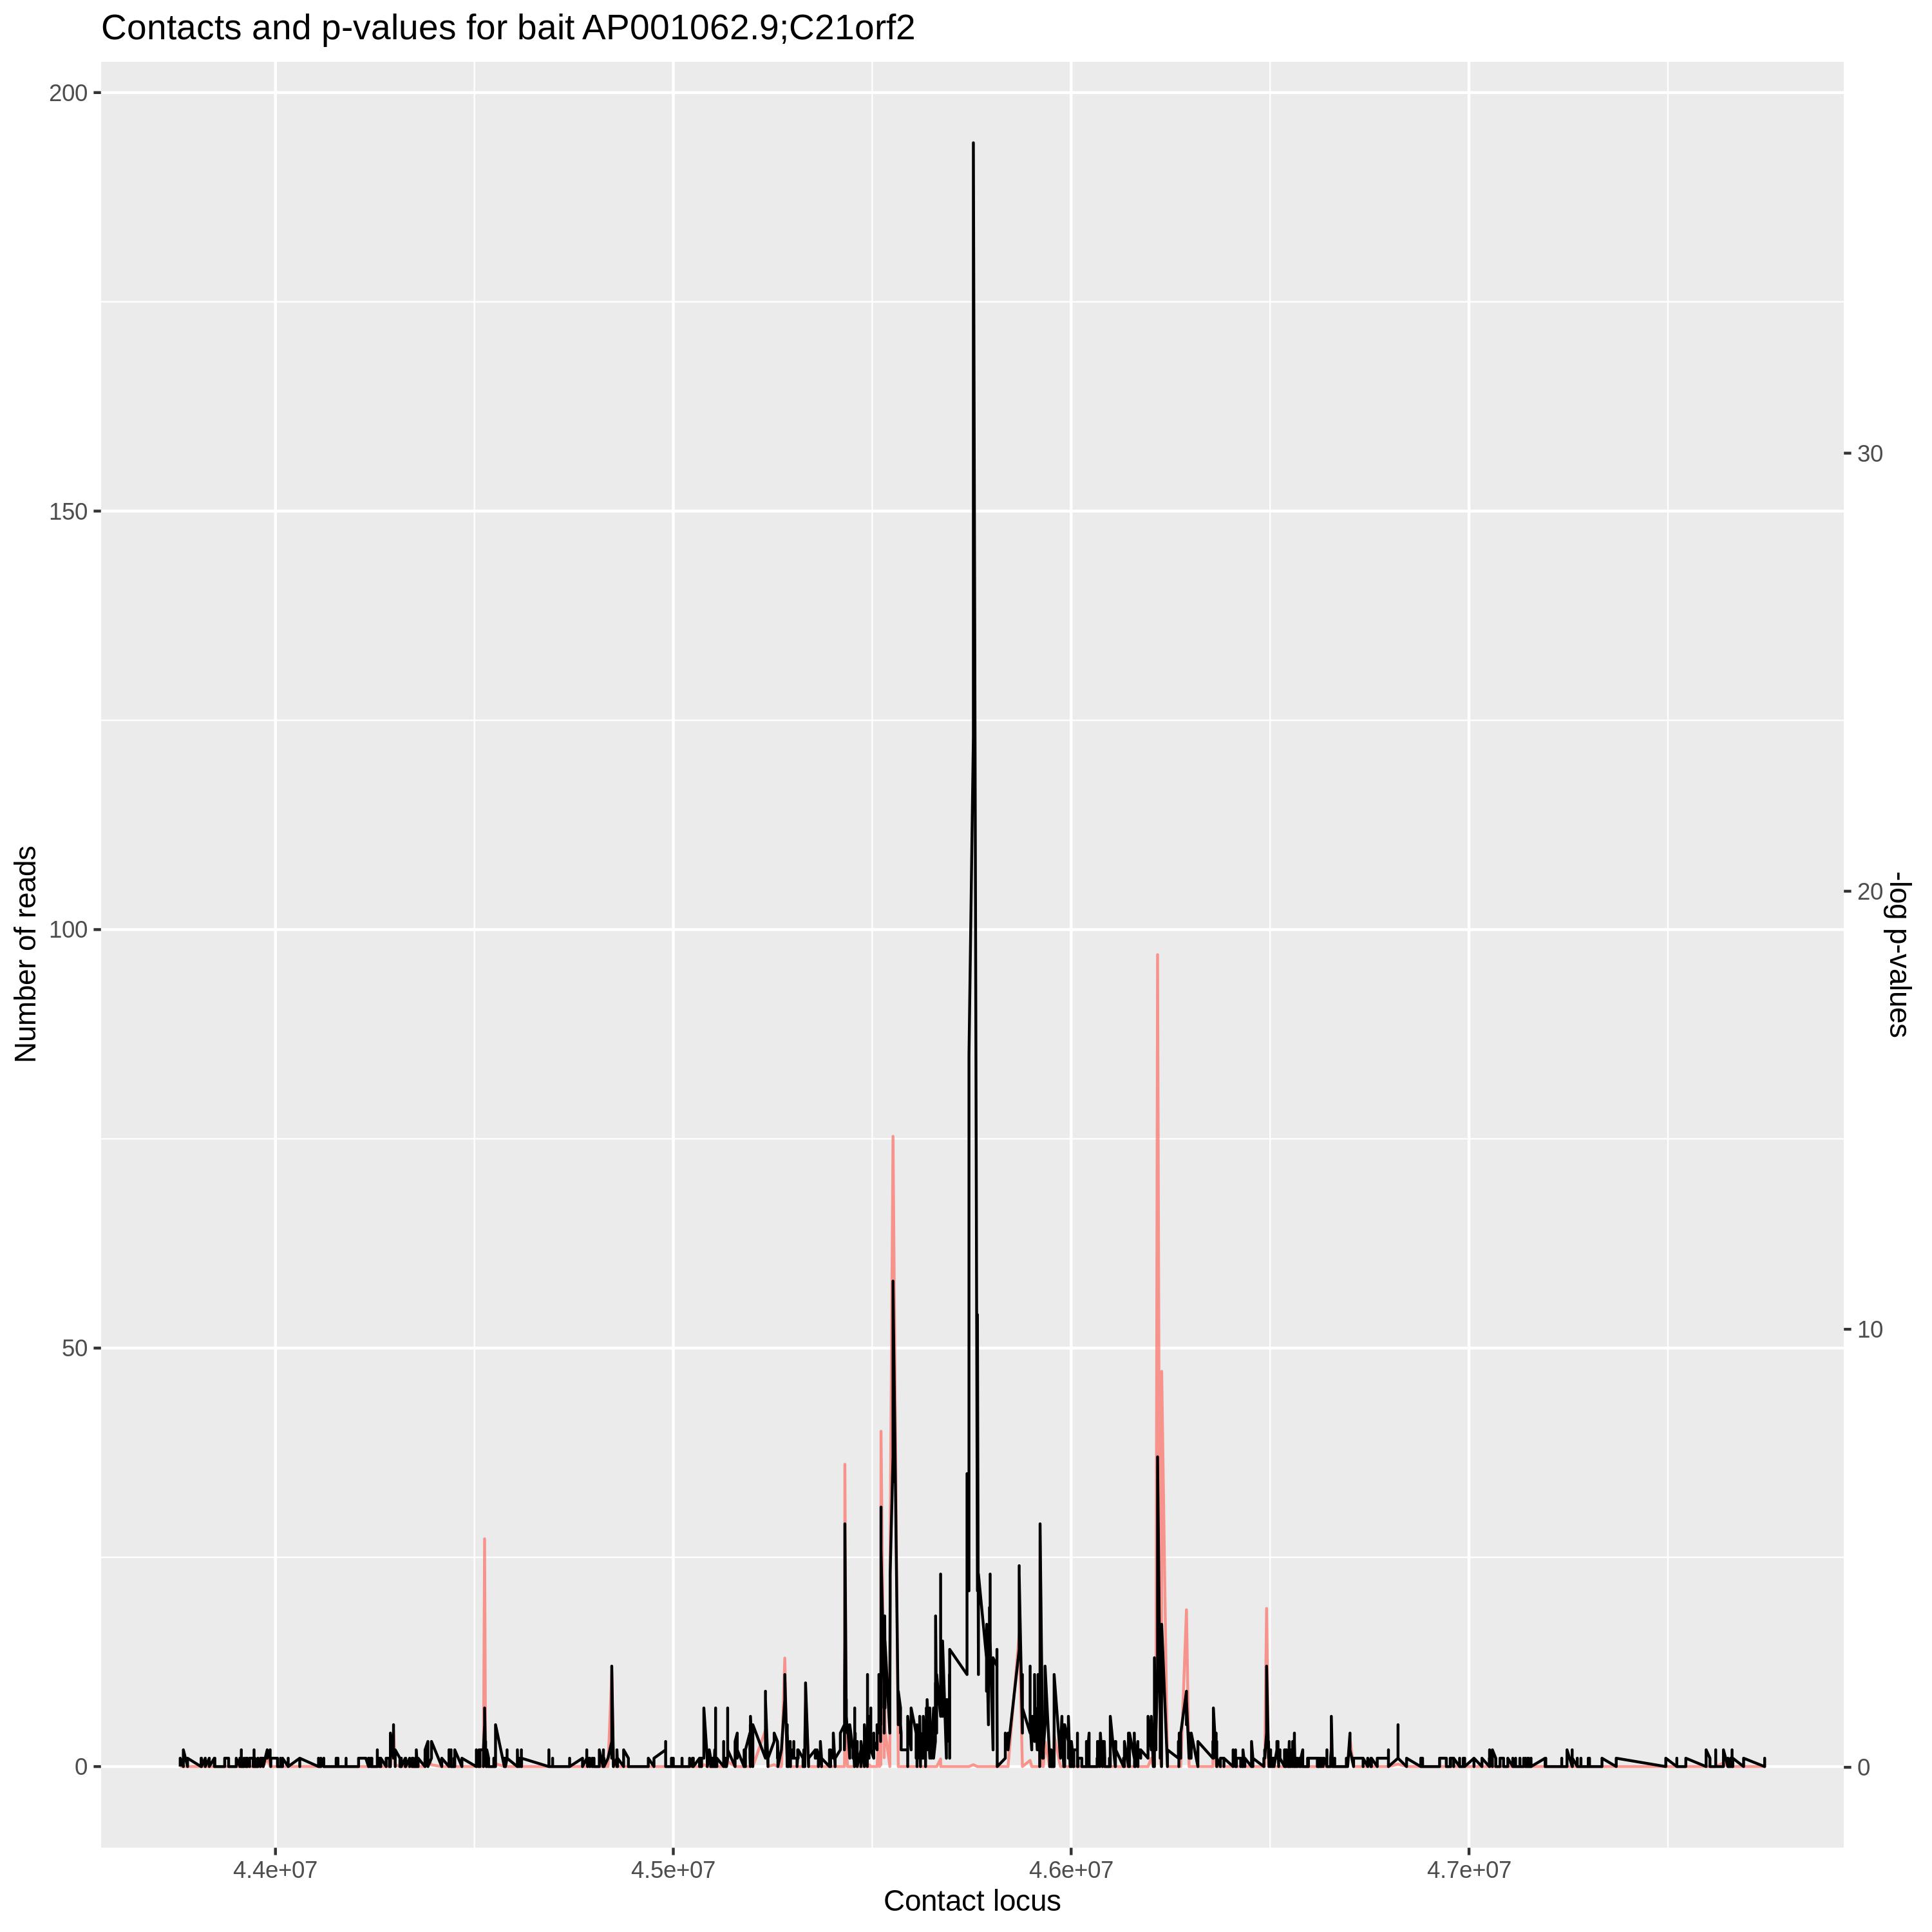 Contacts and p-values for bait AP001062.9;C21orf2
200
150
100
50
0
Number of reads
30
20
10
0
-log p-values
4.4e+07
4.5e+07
4.6e+07
4.7e+07
Contact locus